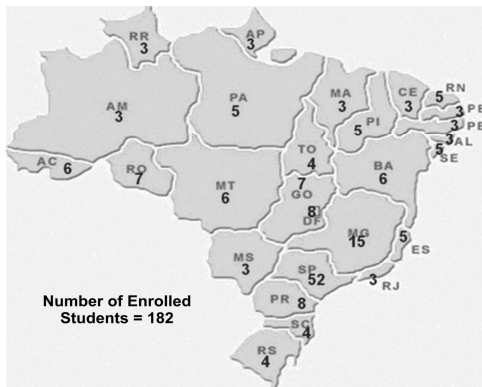 RR
3
AP
3
AM
3
PA
5
MA
3
CE
3
RN
5
PB
3
PE
3
AL
3
SE
5
PI
5
TO
4
AC 6
RO
7
MT
6
BA
6
7
GO
8
DF
MG
15
5
ES
MS
3
SP
52
3
RJ
PR 8
SC
4
RS
4
Number of Enrolled
Students = 182